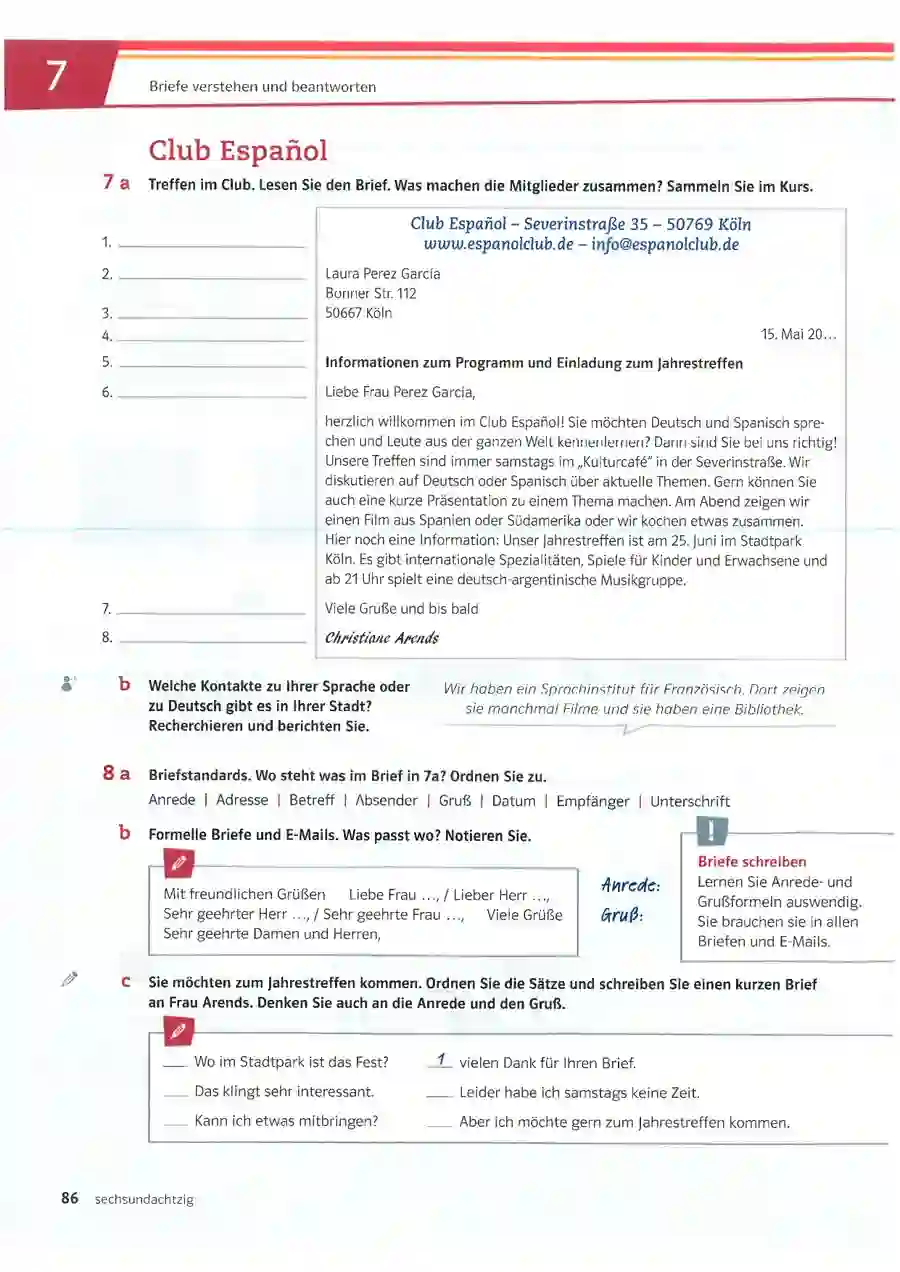 7
Briefe verstehen und beantworten
Club Español
7 a Treffen im Club. Lesen Sie den Brief. Was machen die Mitglieder zusammen? Sammeln Sie im Kurs.
Club Español – Severinstraße 35 – 50769 Köln
www.espanolclub.de – info@espanolclub.de
1.
2.
3.
4.
5.
6.
7.
8.
Laura Perez García
Bonner Str. 112
50667 Köln
15. Mai 20...
Informationen zum Programm und Einladung zum Jahrestreffen
Liebe Frau Perez García,
herzlich willkommen im Club Español! Sie möchten Deutsch und Spanisch spre-
chen und Leute aus der ganzen Welt kennenlernen? Dann sind Sie bei uns richtig!
Unsere Treffen sind immer samstags im „Kulturcafé“ in der Severinstraße. Wir
diskutieren auf Deutsch oder Spanisch über aktuelle Themen. Gern können Sie
auch eine kurze Präsentation zu einem Thema machen. Am Abend zeigen wir
einen Film aus Spanien oder Südamerika oder wir kochen etwas zusammen.
Hier noch eine Information: Unser Jahrestreffen ist am 25. Juni im Stadtpark
Köln. Es gibt internationale Spezialitäten, Spiele für Kinder und Erwachsene und
ab 21 Uhr spielt eine deutsch-argentinische Musikgruppe.
Viele Grüße und bis bald
Christiane Arends
b Welche Kontakte zu Ihrer Sprache oder
zu Deutsch gibt es in Ihrer Stadt?
Recherchieren und berichten Sie.
Wir haben ein Sprachinstitut für Französisch. Dort zeigen
sie manchmal Filme und sie haben eine Bibliothek.
8 a Briefstandards. Wo steht was im Brief in 7a? Ordnen Sie zu.
Anrede | Adresse | Betreff | Absender | Gruß | Datum | Empfänger | Unterschrift
b Formelle Briefe und E-Mails. Was passt wo? Notieren Sie.
Mit freundlichen Grüßen Liebe Frau ..., / Lieber Herr ...,
Sehr geehrter Herr ..., / Sehr geehrte Frau ..., Viele Grüße
Sehr geehrte Damen und Herren,
Anrede:
Gruß:
!
Briefe schreiben
Lernen Sie Anrede- und
Grußformeln auswendig.
Sie brauchen sie in allen
Briefen und E-Mails.
c Sie möchten zum Jahrestreffen kommen. Ordnen Sie die Sätze und schreiben Sie einen kurzen Brief
an Frau Arends. Denken Sie auch an die Anrede und den Gruß.
Wo im Stadtpark ist das Fest? 1 vielen Dank für Ihren Brief.
Das klingt sehr interessant. Leider habe ich samstags keine Zeit.
Kann ich etwas mitbringen? Aber ich möchte gern zum Jahrestreffen kommen.
86 sechsundachtzig